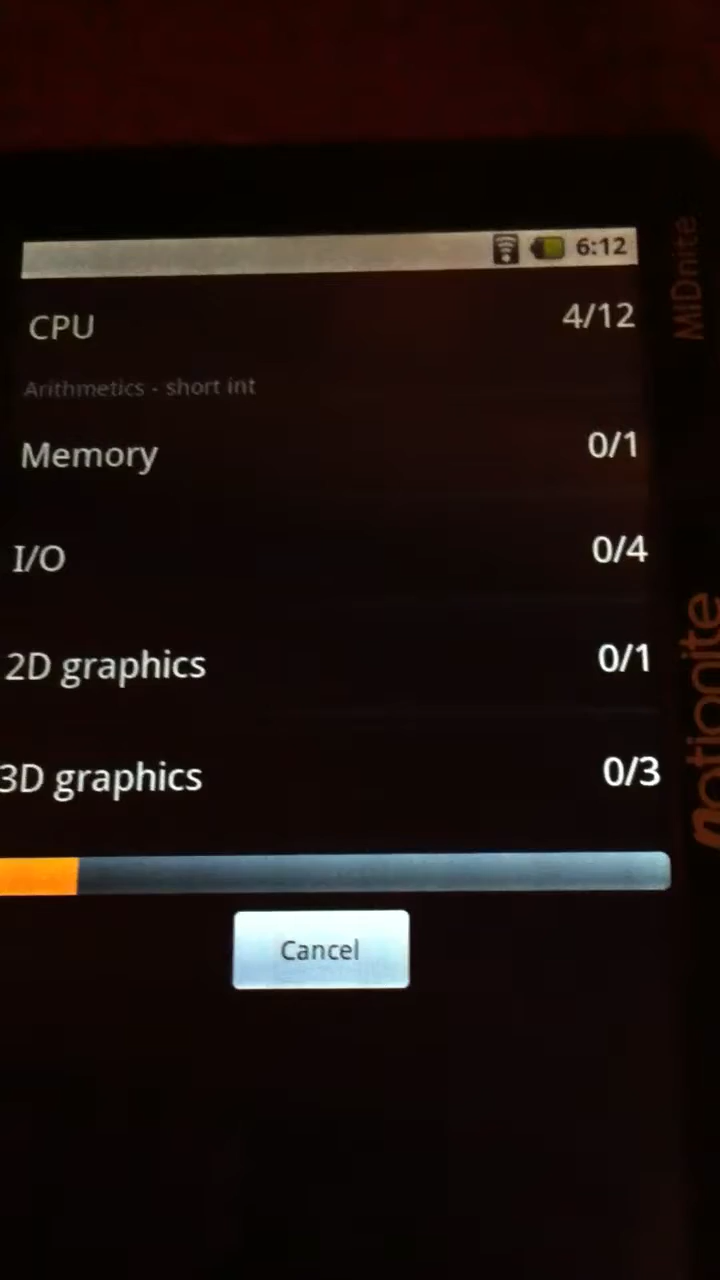 6:12
CPU 4/12
Arithmetics - short int
Memory 0/1
I/O 0/4
2D graphics 0/1
3D graphics 0/3
Cancel
MIDnite
notionite